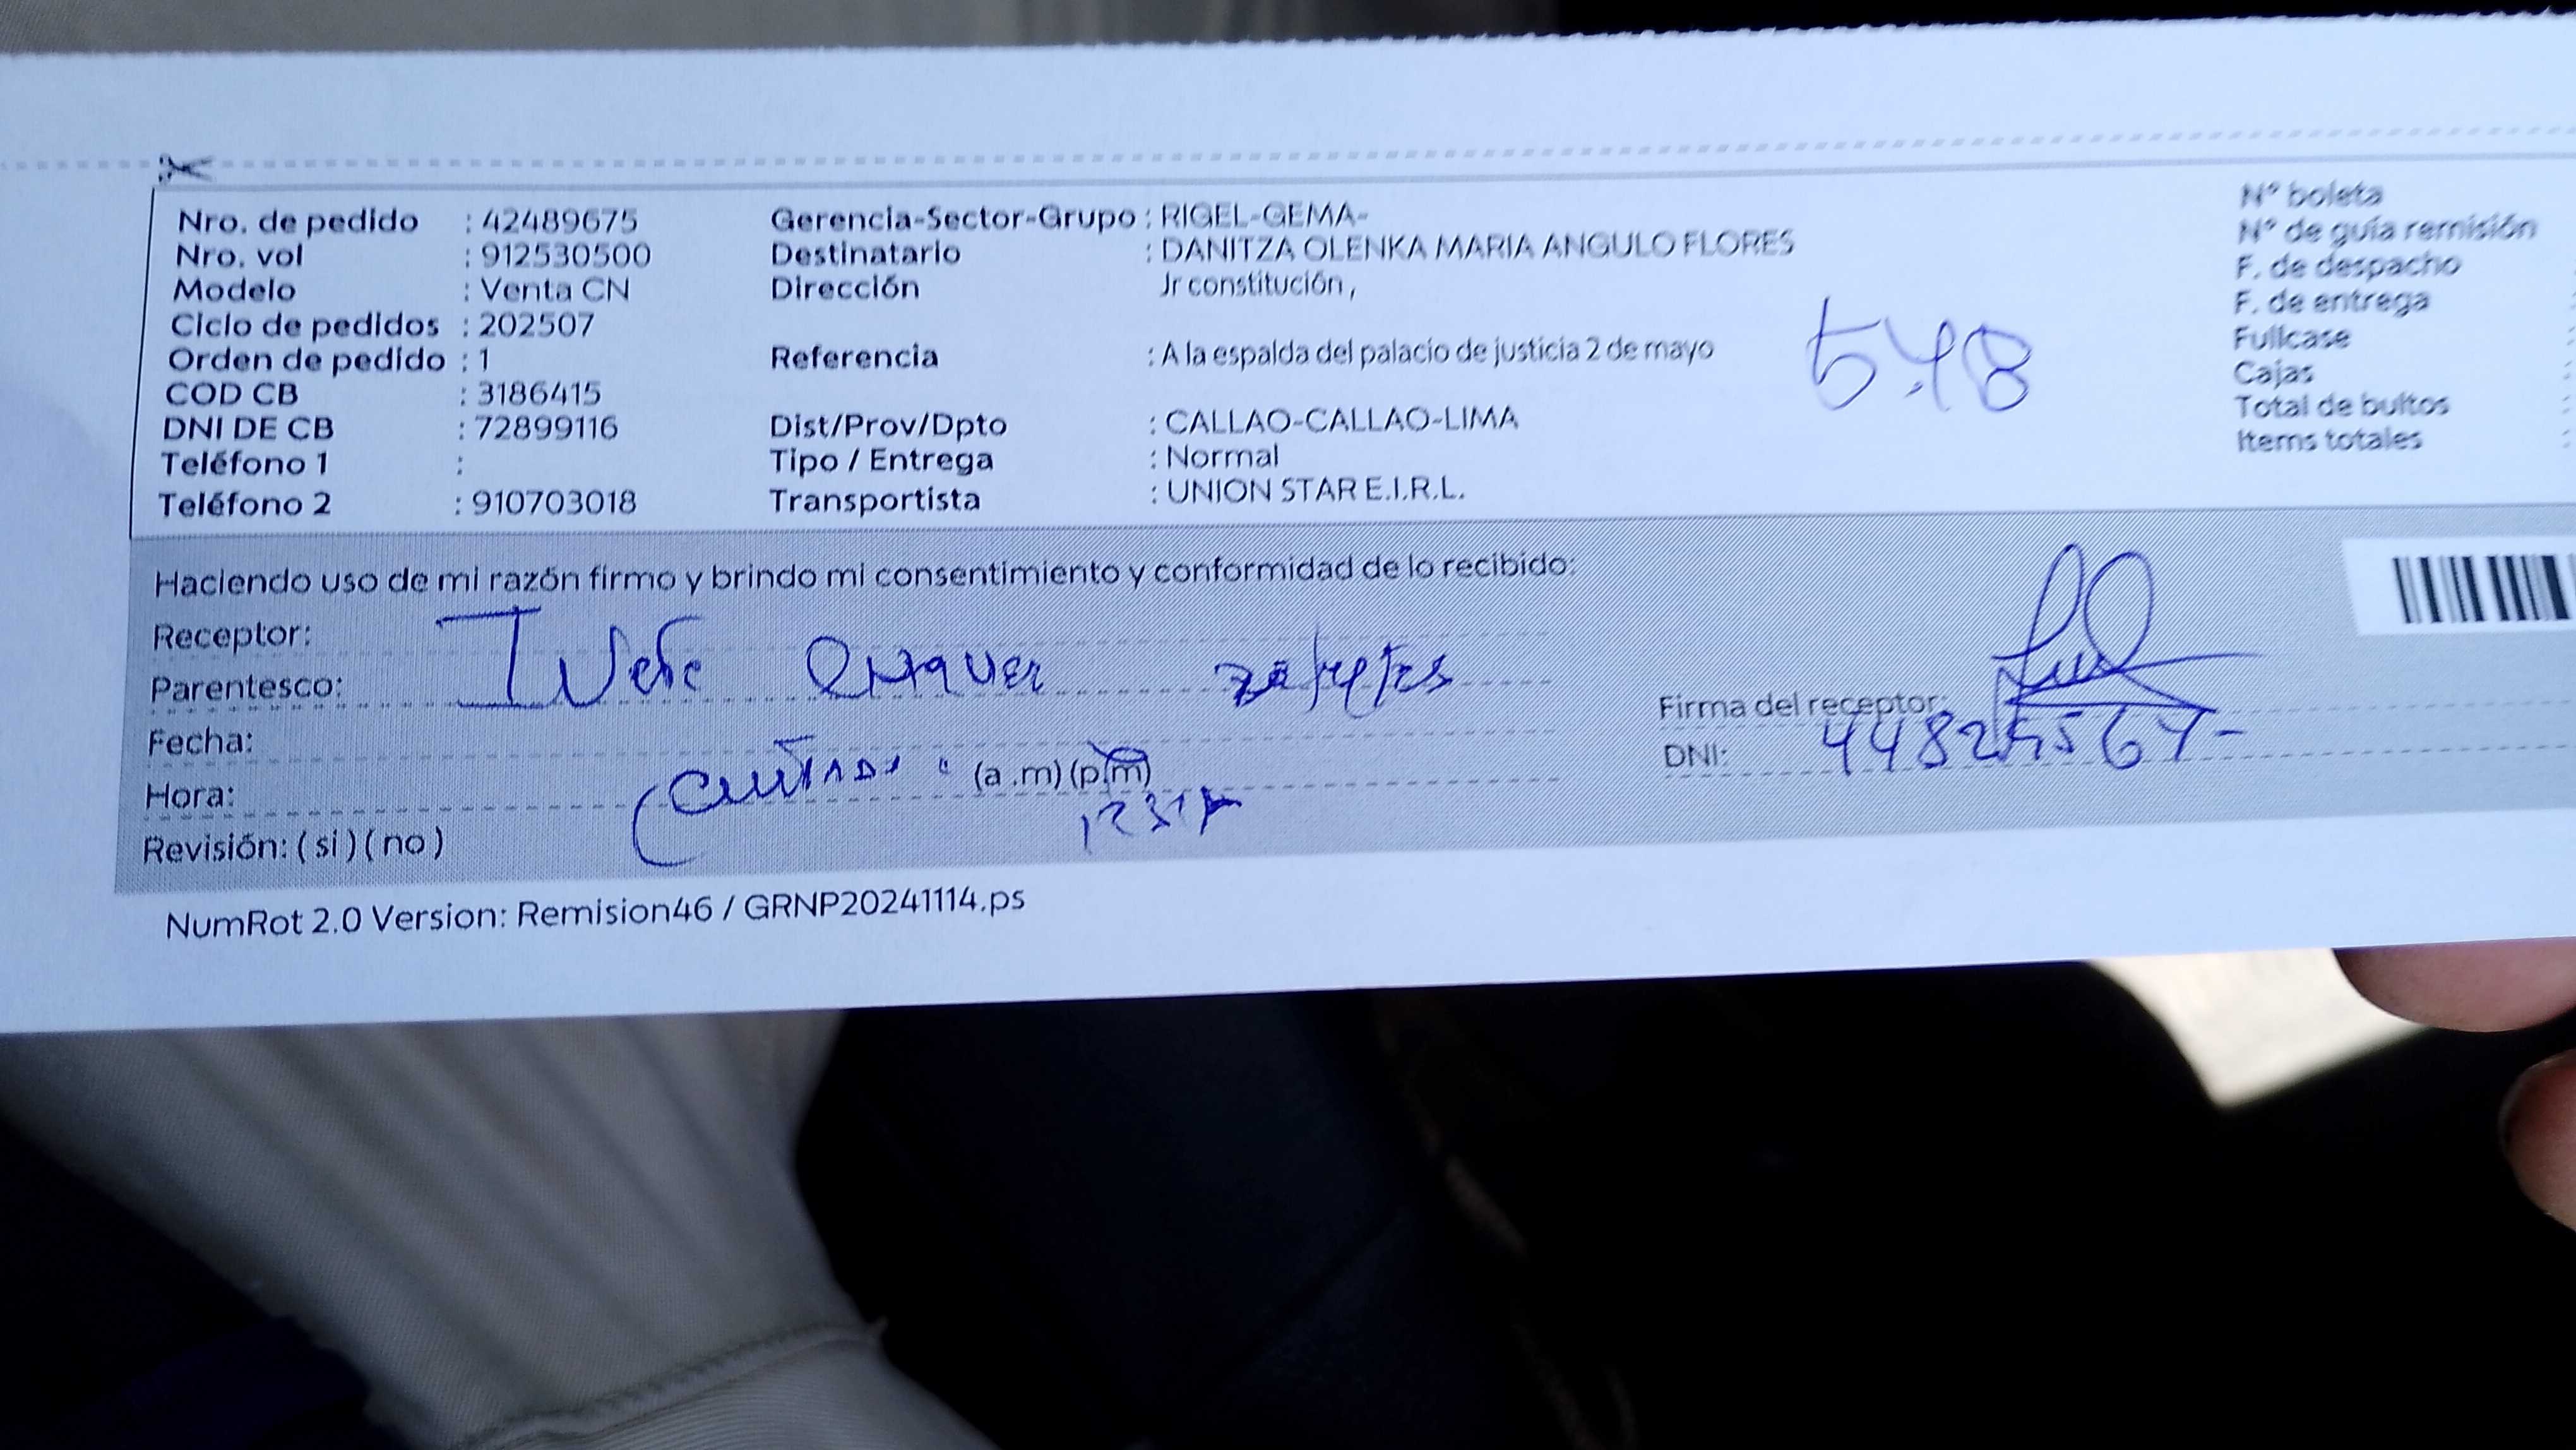 Nro. de pedido : 42489675
Nro. vol : 912530500
Modelo : Venta CN
Ciclo de pedidos : 202507
Orden de pedido : 1
COD CB : 3186415
DNI DE CB : 72899116
Teléfono 1 :
Teléfono 2 : 910703018
Gerencia-Sector-Grupo : RIGEL-GEMA-
Destinatario : DANITZA OLENKA MARIA ANGULO FLORES
Dirección Jr constitución ,
Referencia : A la espalda del palacio de justicia 2 de mayo
548
Dist/Prov/Dpto : CALLAO-CALLAO-LIMA
Tipo / Entrega : Normal
Transportista : UNION STAR E.I.R.L.
N° boleta
N° de guía remisión
F. de despacho
F. de entrega
Fullcase :
Cajas :
Total de bultos :
Items totales :
Haciendo uso de mi razón firmo y brindo mi consentimiento y conformidad de lo recibido:
Receptor:
Parentesco:
Fecha:
Hora: (a .m) (p.m)
Revisión: ( si ) ( no )
Firma del receptor:
DNI:
NumRot 2.0 Version: Remision46 / GRNP20241114.ps